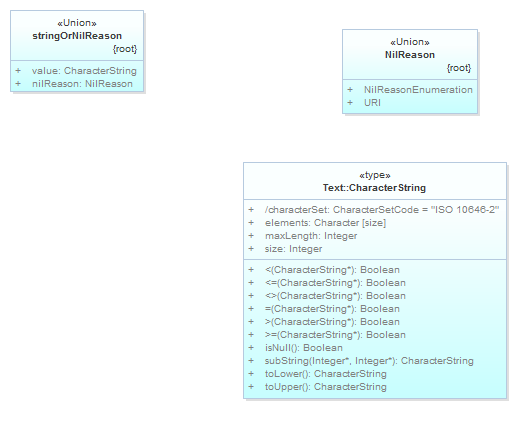 «Union»
stringOrNilReason
{root}
+ value: CharacterString
+ nilReason: NilReason
«Union»
NilReason
{root}
+ NilReasonEnumeration
+ URI
«type»
Text::CharacterString
+ /characterSet: CharacterSetCode = "ISO 10646-2"
+ elements: Character [size]
+ maxLength: Integer
+ size: Integer
+ <(CharacterString*): Boolean
+ <=(CharacterString*): Boolean
+ <>(CharacterString*): Boolean
+ =(CharacterString*): Boolean
+ >(CharacterString*): Boolean
+ >=(CharacterString*): Boolean
+ isNull(): Boolean
+ subString(Integer*, Integer*): CharacterString
+ toLower(): CharacterString
+ toUpper(): CharacterString